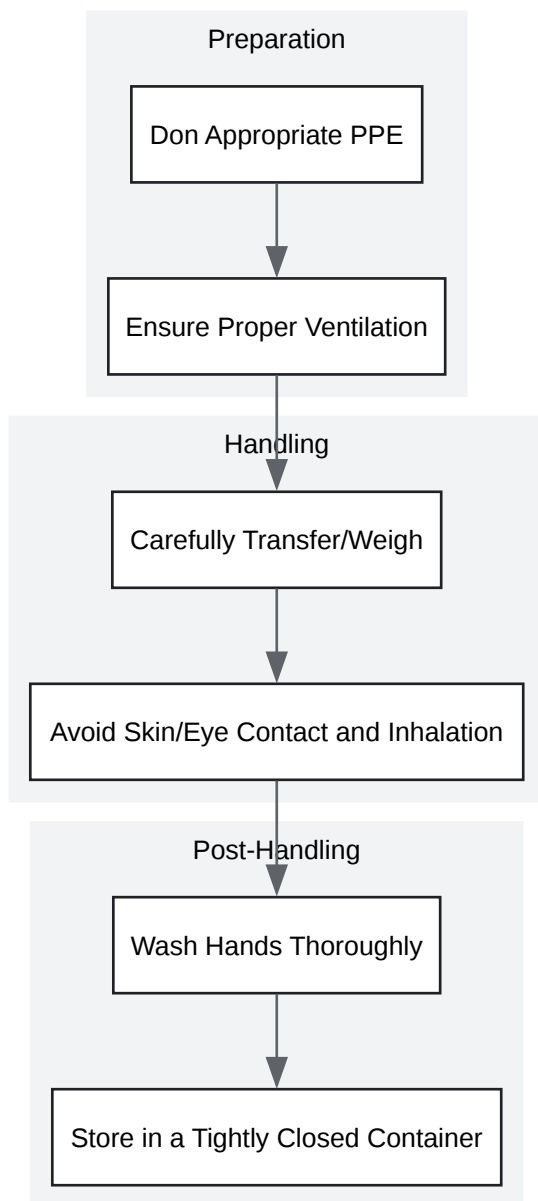 Preparation
Don Appropriate PPE
Ensure Proper Ventilation
Handling
Carefully Transfer/Weigh
Avoid Skin/Eye Contact and Inhalation
Post-Handling
Wash Hands Thoroughly
Store in a Tightly Closed Container